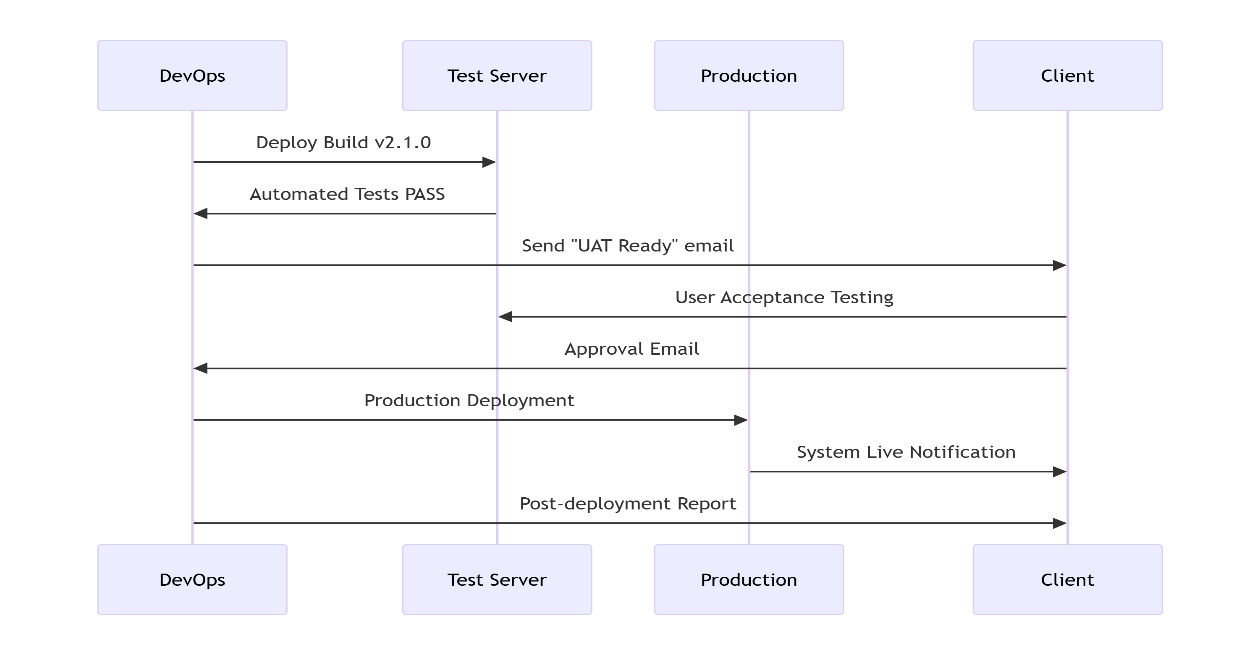 DevOps
Test Server
Production
Client
Deploy Build v2.1.0
Automated Tests PASS
Send "UAT Ready" email
User Acceptance Testing
Approval Email
Production Deployment
System Live Notification
Post-deployment Report
DevOps
Test Server
Production
Client